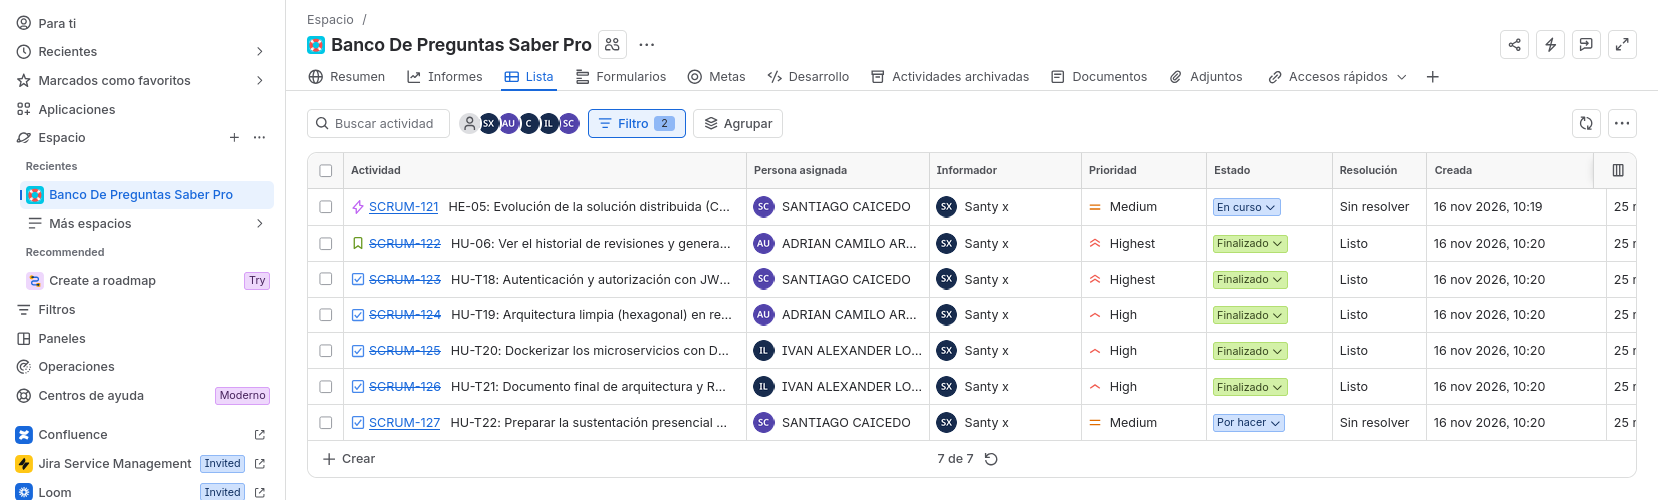 Para ti
Recientes
Marcados como favoritos
Aplicaciones
Espacio
Recientes
Banco De Preguntas Saber Pro
Más espacios
Recommended
Create a roadmap Try
Filtros
Paneles
Operaciones
Centros de ayuda Moderno
Confluence
Jira Service Management Invited
Loom Invited
Espacio /
Banco De Preguntas Saber Pro
Resumen Informes Lista Formularios Metas Desarrollo Actividades archivadas Documentos Adjuntos Accesos rápidos
Buscar actividad SX AU C IL SC Filtro 2 Agrupar
Actividad Persona asignada Informador Prioridad Estado Resolución Creada
SCRUM-121 HE-05: Evolución de la solución distribuida (C... SC SANTIAGO CAICEDO SX Santy x Medium En curso Sin resolver 16 nov 2026, 10:19 25
SCRUM-122 HU-06: Ver el historial de revisiones y genera... AU ADRIAN CAMILO AR... SX Santy x Highest Finalizado Listo 16 nov 2026, 10:20 25
SCRUM-123 HU-T18: Autenticación y autorización con JW... SC SANTIAGO CAICEDO SX Santy x Highest Finalizado Listo 16 nov 2026, 10:20 25
SCRUM-124 HU-T19: Arquitectura limpia (hexagonal) en re... AU ADRIAN CAMILO AR... SX Santy x High Finalizado Listo 16 nov 2026, 10:20 25
SCRUM-125 HU-T20: Dockerizar los microservicios con D... IL IVAN ALEXANDER LO... SX Santy x High Finalizado Listo 16 nov 2026, 10:20 25
SCRUM-126 HU-T21: Documento final de arquitectura y R... IL IVAN ALEXANDER LO... SX Santy x High Finalizado Listo 16 nov 2026, 10:20 25
SCRUM-127 HU-T22: Preparar la sustentación presencial ... SC SANTIAGO CAICEDO SX Santy x Medium Por hacer Sin resolver 16 nov 2026, 10:20 25
Crear 7 de 7